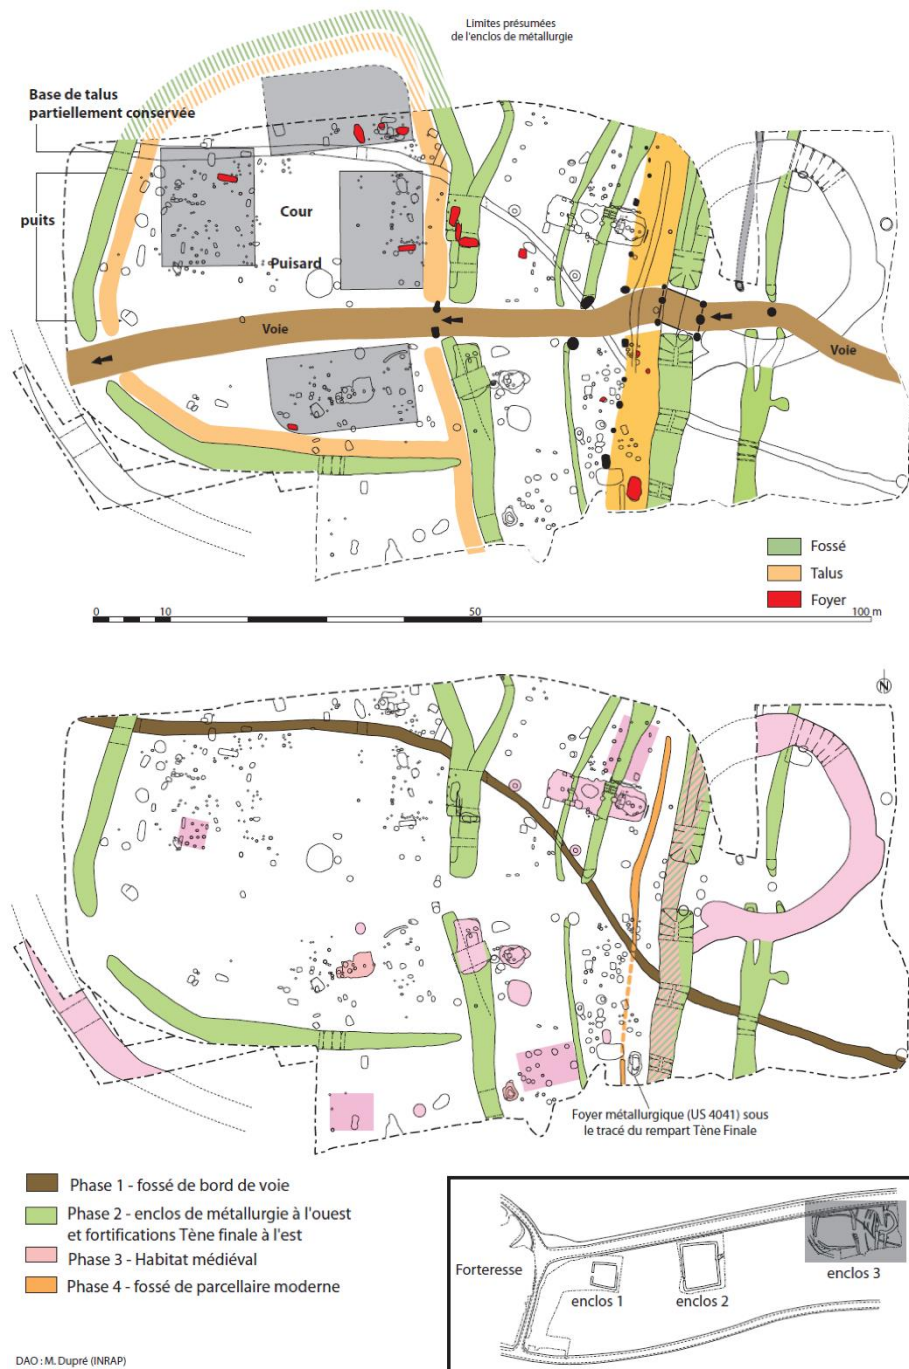 Limites présumées
de l'enclos de métallurgie
Base de talus
partiellement conservée
puits
Cour
Puisard
Voie
Voie
Fossé
Talus
Foyer
0 10 50 100 m
N
Foyer métallurgique (US 4041) sous
le tracé du rempart Tène Finale
Phase 1 - fossé de bord de voie
Phase 2 - enclos de métallurgie à l'ouest
et fortifications Tène finale à l'est
Phase 3 - Habitat médiéval
Phase 4 - fossé de parcellaire moderne
Forteresse
enclos 1
enclos 2
enclos 3
DAO : M. Dupré (INRAP)